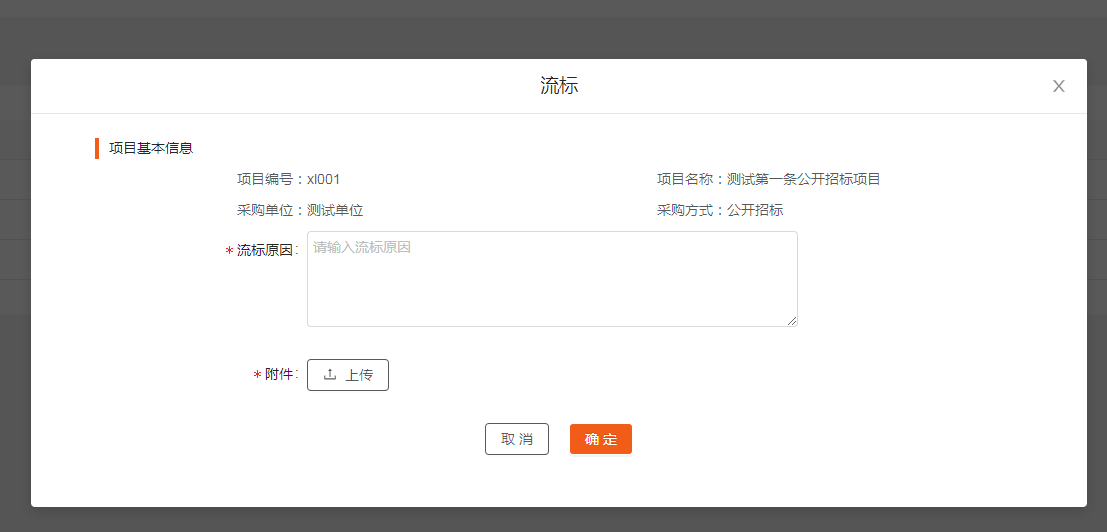 流标
项目基本信息
项目编号：xl001
项目名称：测试第一条公开招标项目
采购单位：测试单位
采购方式：公开招标
* 流标原因:
请输入流标原因
* 附件:
上传
取 消
确 定